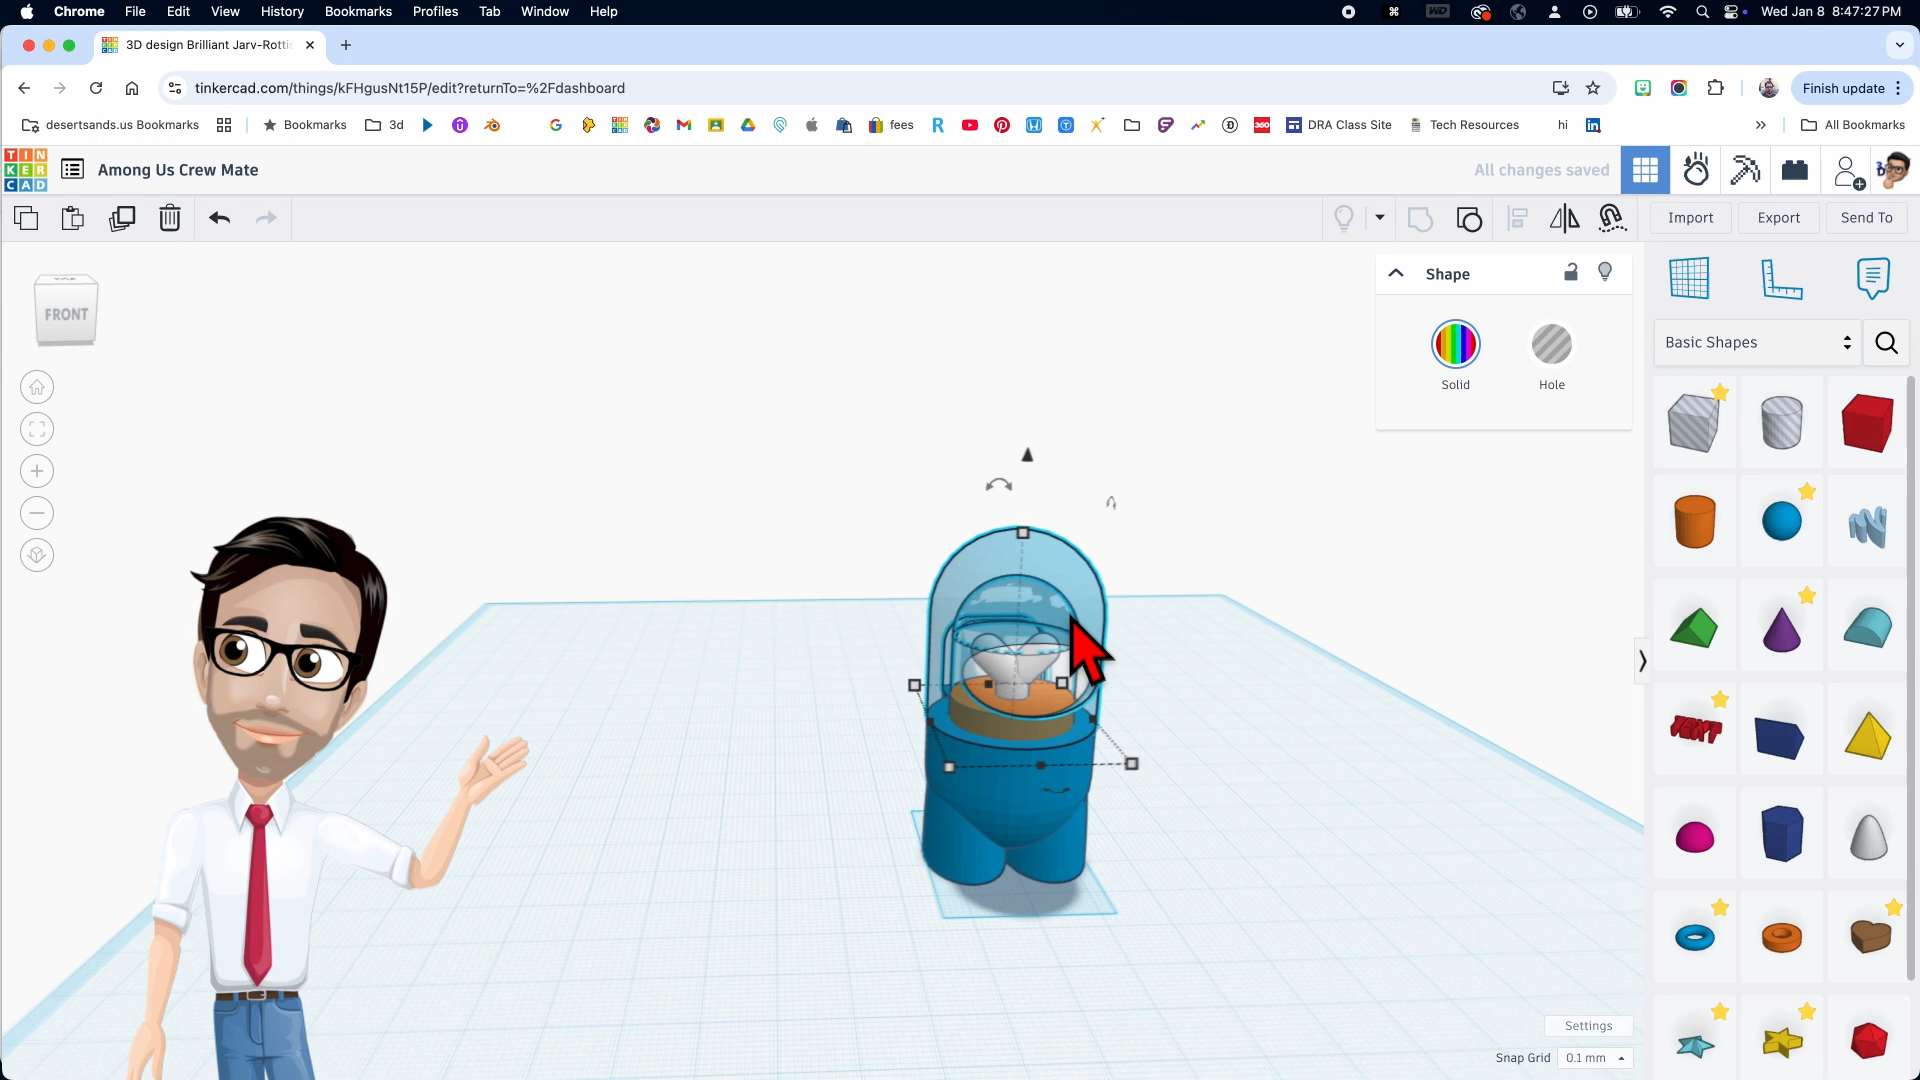 Chrome File Edit View History Bookmarks Profiles Tab Window Help
Wed Jan 8 8:47:27 PM
3D design Brilliant Jarv-Rotti
tinkercad.com/things/kFHgusNt15P/edit?returnTo=%2Fdashboard
Finish update
desertsands.us Bookmarks
Bookmarks
3d
fees
DRA Class Site
Tech Resources
hi
All Bookmarks
TIN
KER
CAD
Among Us Crew Mate
All changes saved
Import
Export
Send To
FRONT
Shape
Solid
Hole
Basic Shapes
TEXT
Settings
Snap Grid 0.1 mm